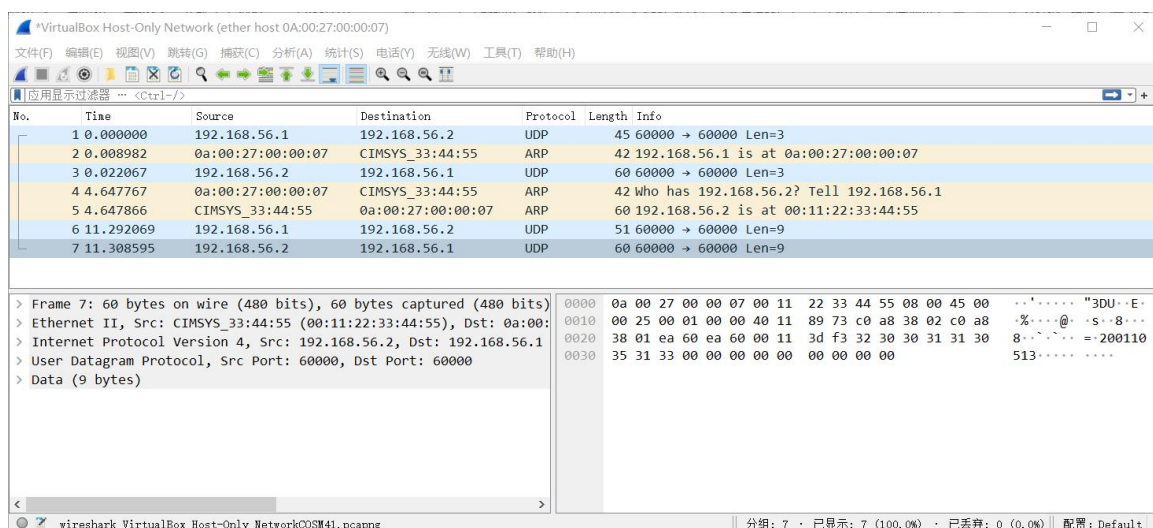 *VirtualBox Host-Only Network (ether host 0A:00:27:00:00:07)
文件(F) 编辑(E) 视图(V) 跳转(G) 捕获(C) 分析(A) 统计(S) 电话(Y) 无线(W) 工具(T) 帮助(H)
应用显示过滤器 … <Ctrl-/>
No. Time Source Destination Protocol Length Info
1 0.000000 192.168.56.1 192.168.56.2 UDP 45 60000 → 60000 Len=3
2 0.008982 0a:00:27:00:00:07 CIMSYS_33:44:55 ARP 42 192.168.56.1 is at 0a:00:27:00:00:07
3 0.022067 192.168.56.2 192.168.56.1 UDP 60 60000 → 60000 Len=3
4 4.647767 0a:00:27:00:00:07 CIMSYS_33:44:55 ARP 42 Who has 192.168.56.2? Tell 192.168.56.1
5 4.647866 CIMSYS_33:44:55 0a:00:27:00:00:07 ARP 60 192.168.56.2 is at 00:11:22:33:44:55
6 11.292069 192.168.56.1 192.168.56.2 UDP 51 60000 → 60000 Len=9
7 11.308595 192.168.56.2 192.168.56.1 UDP 60 60000 → 60000 Len=9
> Frame 7: 60 bytes on wire (480 bits), 60 bytes captured (480 bits)
> Ethernet II, Src: CIMSYS_33:44:55 (00:11:22:33:44:55), Dst: 0a:00:
> Internet Protocol Version 4, Src: 192.168.56.2, Dst: 192.168.56.1
> User Datagram Protocol, Src Port: 60000, Dst Port: 60000
> Data (9 bytes)
0000 0a 00 27 00 00 07 00 11 22 33 44 55 08 00 45 00 ··'····· "3DU··E·
0010 00 25 00 01 00 00 40 11 89 73 c0 a8 38 02 c0 a8 ·%····@· ·s··8···
0020 38 01 ea 60 ea 60 00 11 3d f3 32 30 30 31 31 30 8··`·`·· =·200110
0030 35 31 33 00 00 00 00 00 00 00 00 00 513····· ····
wireshark_VirtualBox Host-Only NetworkCOSM41.pcapng 分组: 7 · 已显示: 7 (100.0%) · 已丢弃: 0 (0.0%) 配置: Default